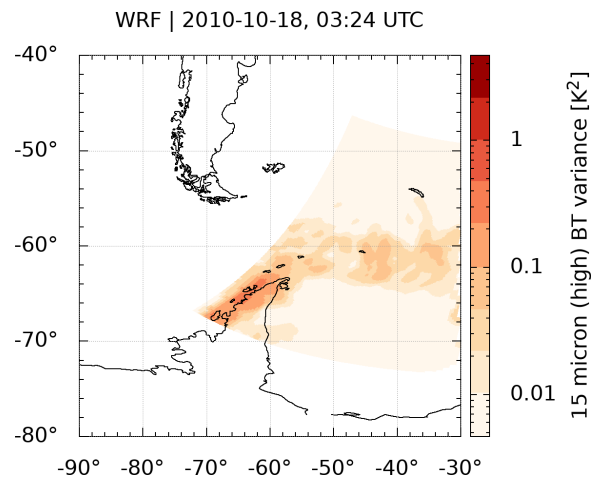 WRF | 2010-10-18, 03:24 UTC
-40°
-50°
-60°
-70°
-80°
-90° -80° -70° -60° -50° -40° -30°
1
0.1
0.01
15 micron (high) BT variance [K²]